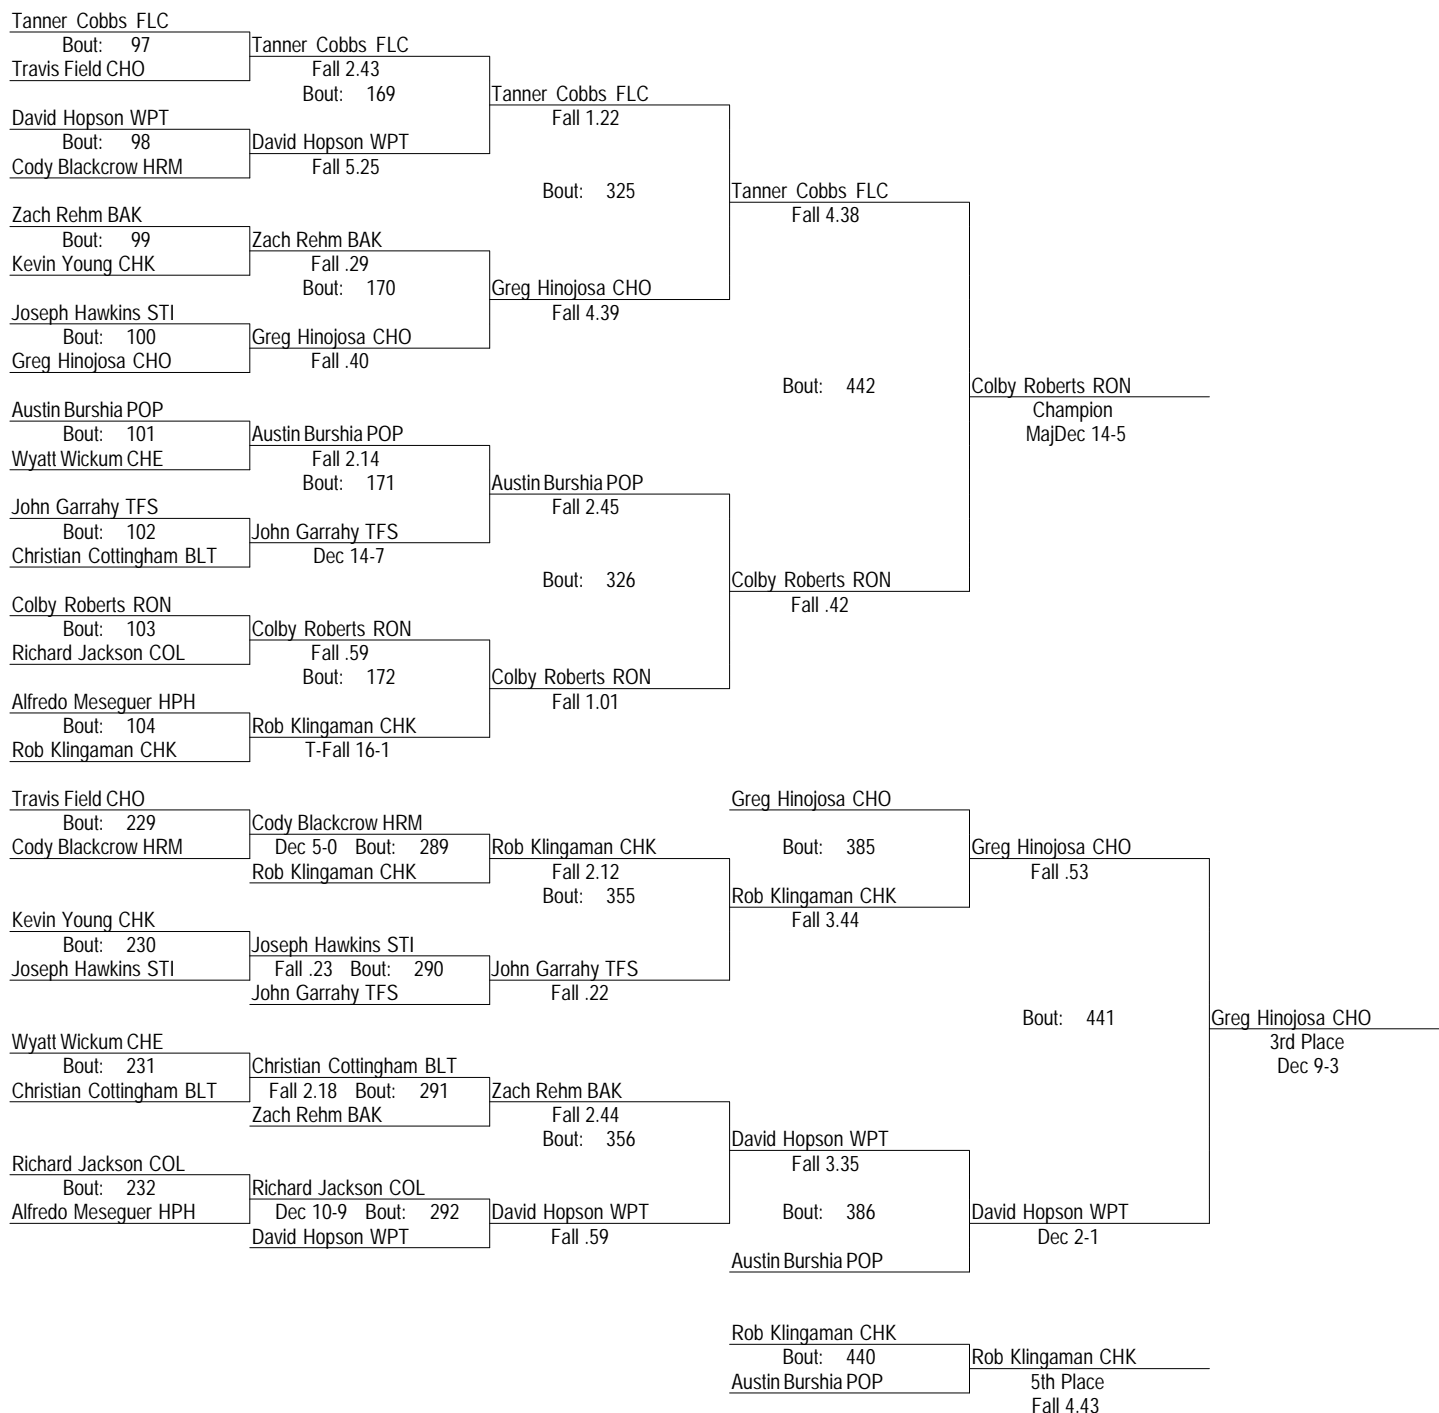 Tanner Cobbs FLC
Bout: 97
Travis Field CHO
Tanner Cobbs FLC
Fall 2.43
Bout: 169
David Hopson WPT
Bout: 98
Cody Blackcrow HRM
David Hopson WPT
Fall 5.25
Tanner Cobbs FLC
Fall 1.22
Bout: 325
Zach Rehm BAK
Bout: 99
Kevin Young CHK
Zach Rehm BAK
Fall .29
Bout: 170
Joseph Hawkins STI
Bout: 100
Greg Hinojosa CHO
Greg Hinojosa CHO
Fall .40
Greg Hinojosa CHO
Fall 4.39
Tanner Cobbs FLC
Fall 4.38
Bout: 442
Austin Burshia POP
Bout: 101
Wyatt Wickum CHE
Austin Burshia POP
Fall 2.14
Bout: 171
John Garrahy TFS
Bout: 102
Christian Cottingham BLT
John Garrahy TFS
Dec 14-7
Austin Burshia POP
Fall 2.45
Bout: 326
Colby Roberts RON
Bout: 103
Richard Jackson COL
Colby Roberts RON
Fall .59
Bout: 172
Alfredo Meseguer HPH
Bout: 104
Rob Klingaman CHK
Rob Klingaman CHK
T-Fall 16-1
Colby Roberts RON
Fall 1.01
Colby Roberts RON
Fall .42
Colby Roberts RON
Champion
MajDec 14-5
Travis Field CHO
Bout: 229
Cody Blackcrow HRM
Cody Blackcrow HRM
Dec 5-0 Bout: 289
Rob Klingaman CHK
Rob Klingaman CHK
Fall 2.12
Bout: 355
Kevin Young CHK
Bout: 230
Joseph Hawkins STI
Joseph Hawkins STI
Fall .23 Bout: 290
John Garrahy TFS
John Garrahy TFS
Fall .22
Greg Hinojosa CHO
Bout: 385
Rob Klingaman CHK
Fall 3.44
Greg Hinojosa CHO
Fall .53
Bout: 441
Wyatt Wickum CHE
Bout: 231
Christian Cottingham BLT
Christian Cottingham BLT
Fall 2.18 Bout: 291
Zach Rehm BAK
Zach Rehm BAK
Fall 2.44
Bout: 356
Richard Jackson COL
Bout: 232
Alfredo Meseguer HPH
Richard Jackson COL
Dec 10-9 Bout: 292
David Hopson WPT
David Hopson WPT
Fall .59
David Hopson WPT
Fall 3.35
Bout: 386
Austin Burshia POP
David Hopson WPT
Dec 2-1
Greg Hinojosa CHO
3rd Place
Dec 9-3
Rob Klingaman CHK
Bout: 440
Austin Burshia POP
Rob Klingaman CHK
5th Place
Fall 4.43